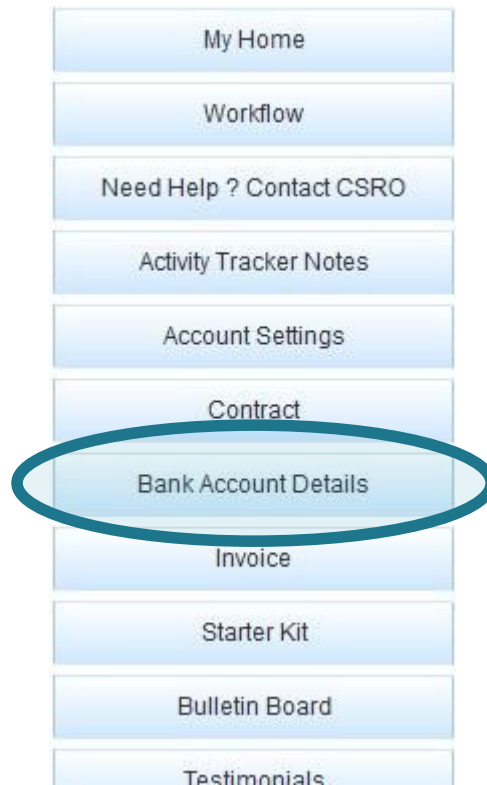 My Home
Workflow
Need Help ? Contact CSRO
Activity Tracker Notes
Account Settings
Contract
Bank Account Details
Invoice
Starter Kit
Bulletin Board
Testimonials